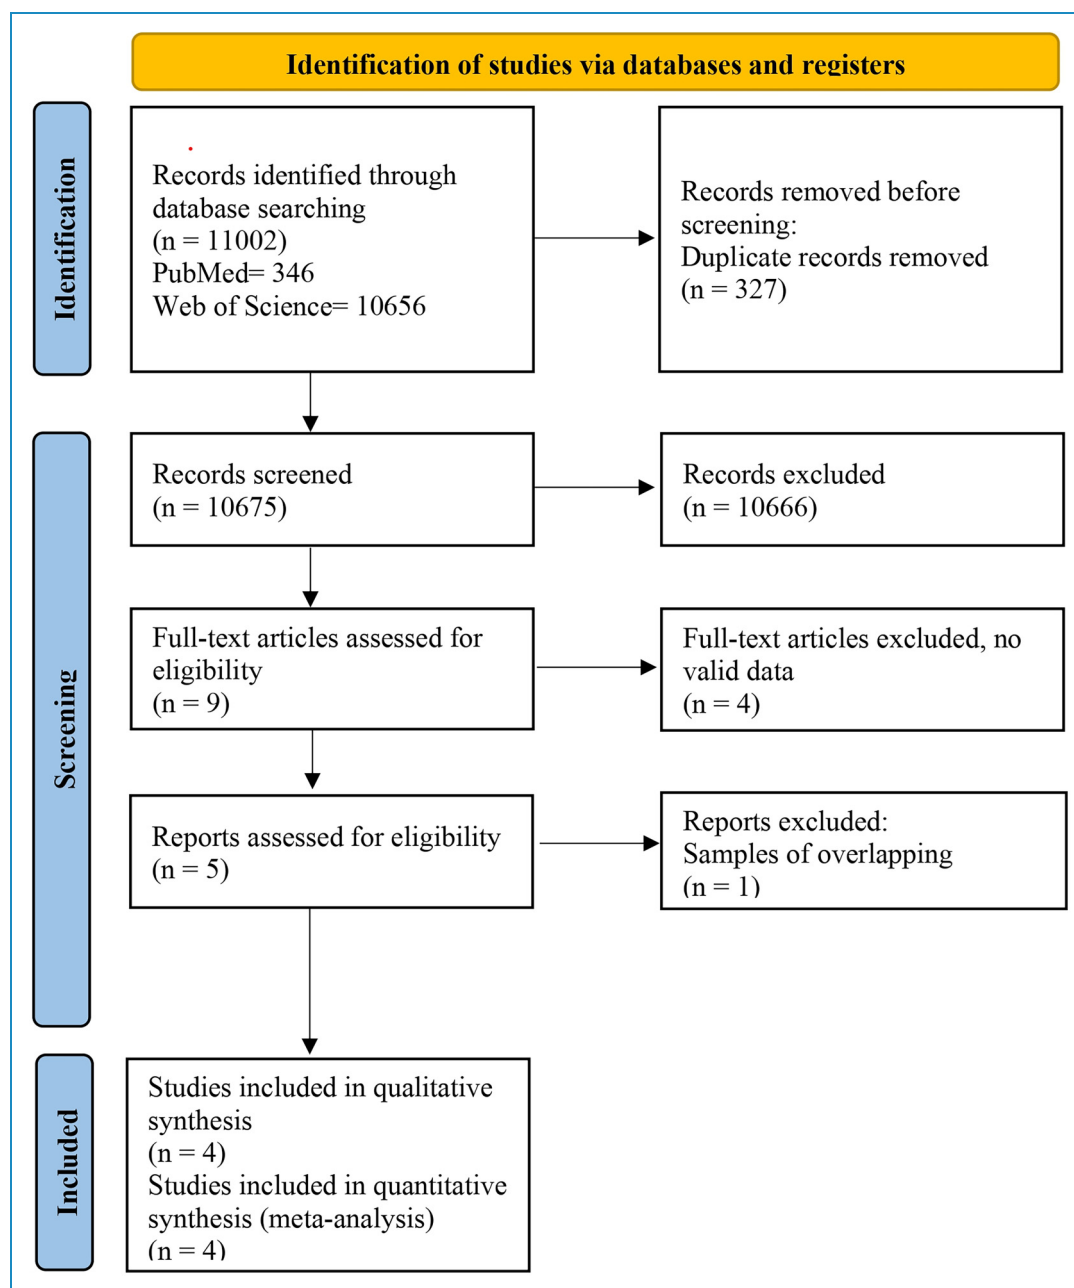 Identification of studies via databases and registers
Identification
Records identified through
database searching
(n = 11002)
PubMed= 346
Web of Science= 10656
Records removed before
screening:
Duplicate records removed
(n = 327)
Screening
Records screened
(n = 10675)
Records excluded
(n = 10666)
Full-text articles assessed for
eligibility
(n = 9)
Full-text articles excluded, no
valid data
(n = 4)
Reports assessed for eligibility
(n = 5)
Reports excluded:
Samples of overlapping
(n = 1)
Included
Studies included in qualitative
synthesis
(n = 4)
Studies included in quantitative
synthesis (meta-analysis)
(n = 4)